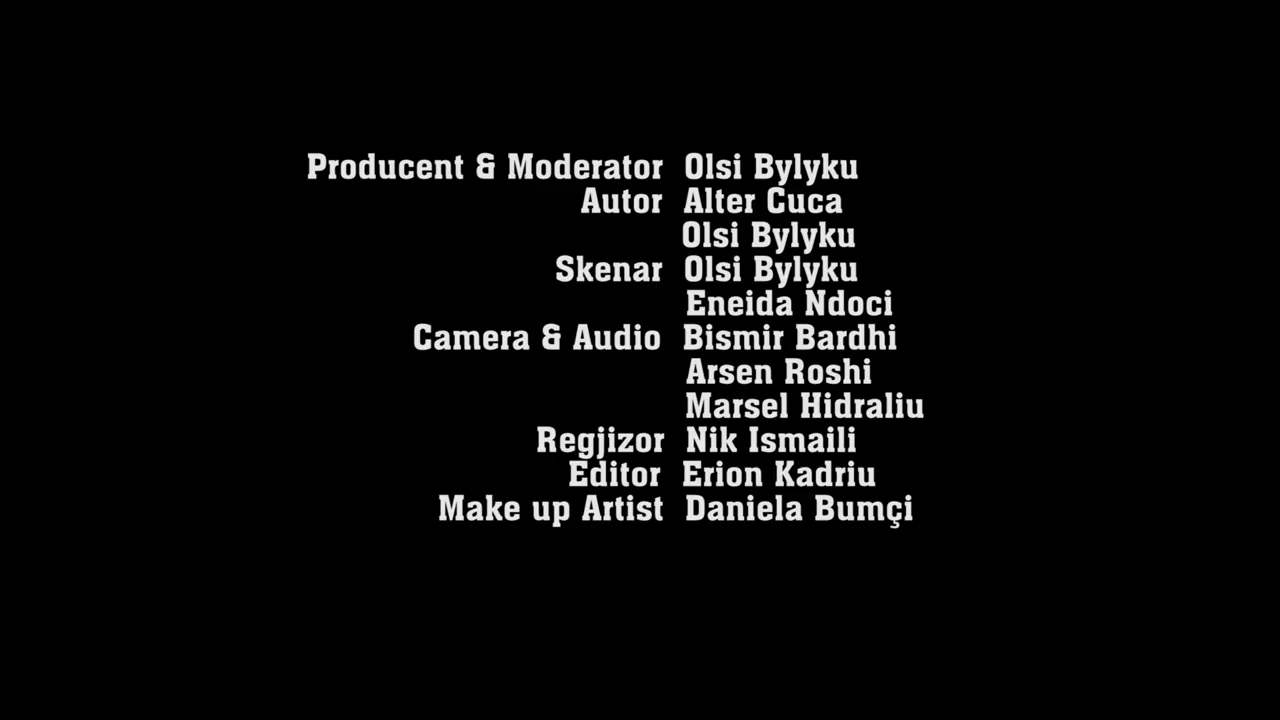 Producent & Moderator Olsi Bylyku
Autor Alter Cuca
Olsi Bylyku
Skenar Olsi Bylyku
Eneida Ndoci
Camera & Audio Bismir Bardhi
Arsen Roshi
Marsel Hidraliu
Regjizor Nik Ismaili
Editor Erion Kadriu
Make up Artist Daniela Bumçi